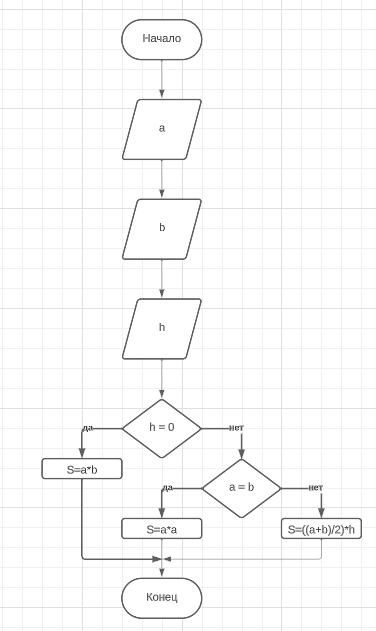 Начало
a
b
h
h = 0
да
нет
S=a*b
a = b
да
нет
S=a*a
S=((a+b)/2)*h
Конец